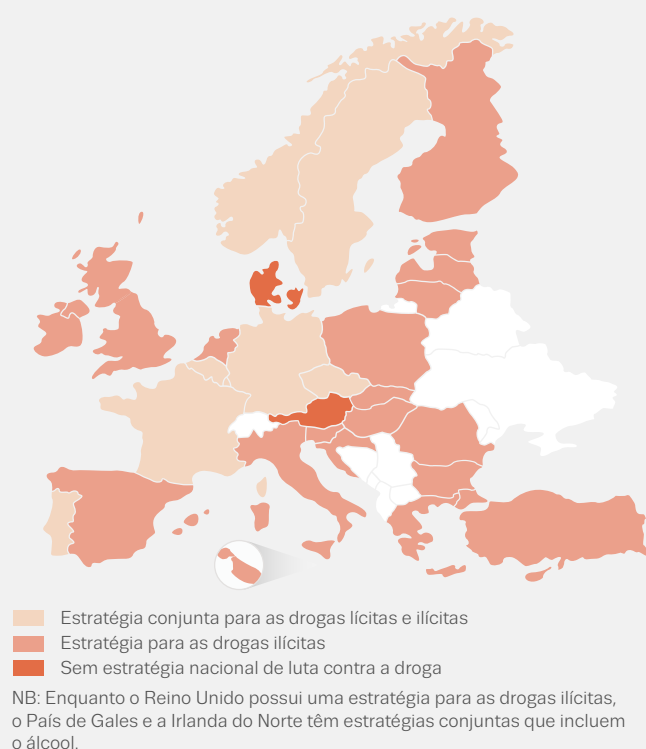 Estratégia conjunta para as drogas lícitas e ilícitas
Estratégia para as drogas ilícitas
Sem estratégia nacional de luta contra a droga
NB: Enquanto o Reino Unido possui uma estratégia para as drogas ilícitas,
o País de Gales e a Irlanda do Norte têm estratégias conjuntas que incluem
o álcool.